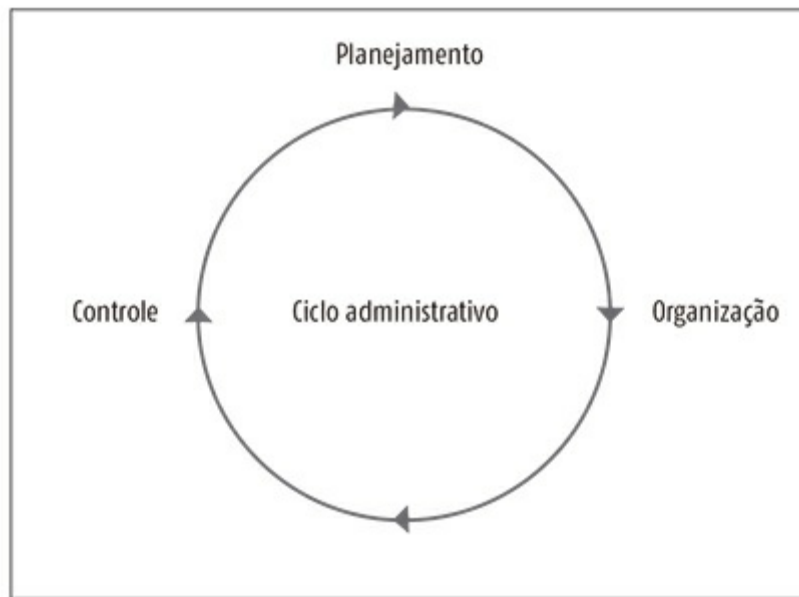 Planejamento
Controle
Ciclo administrativo
Organização